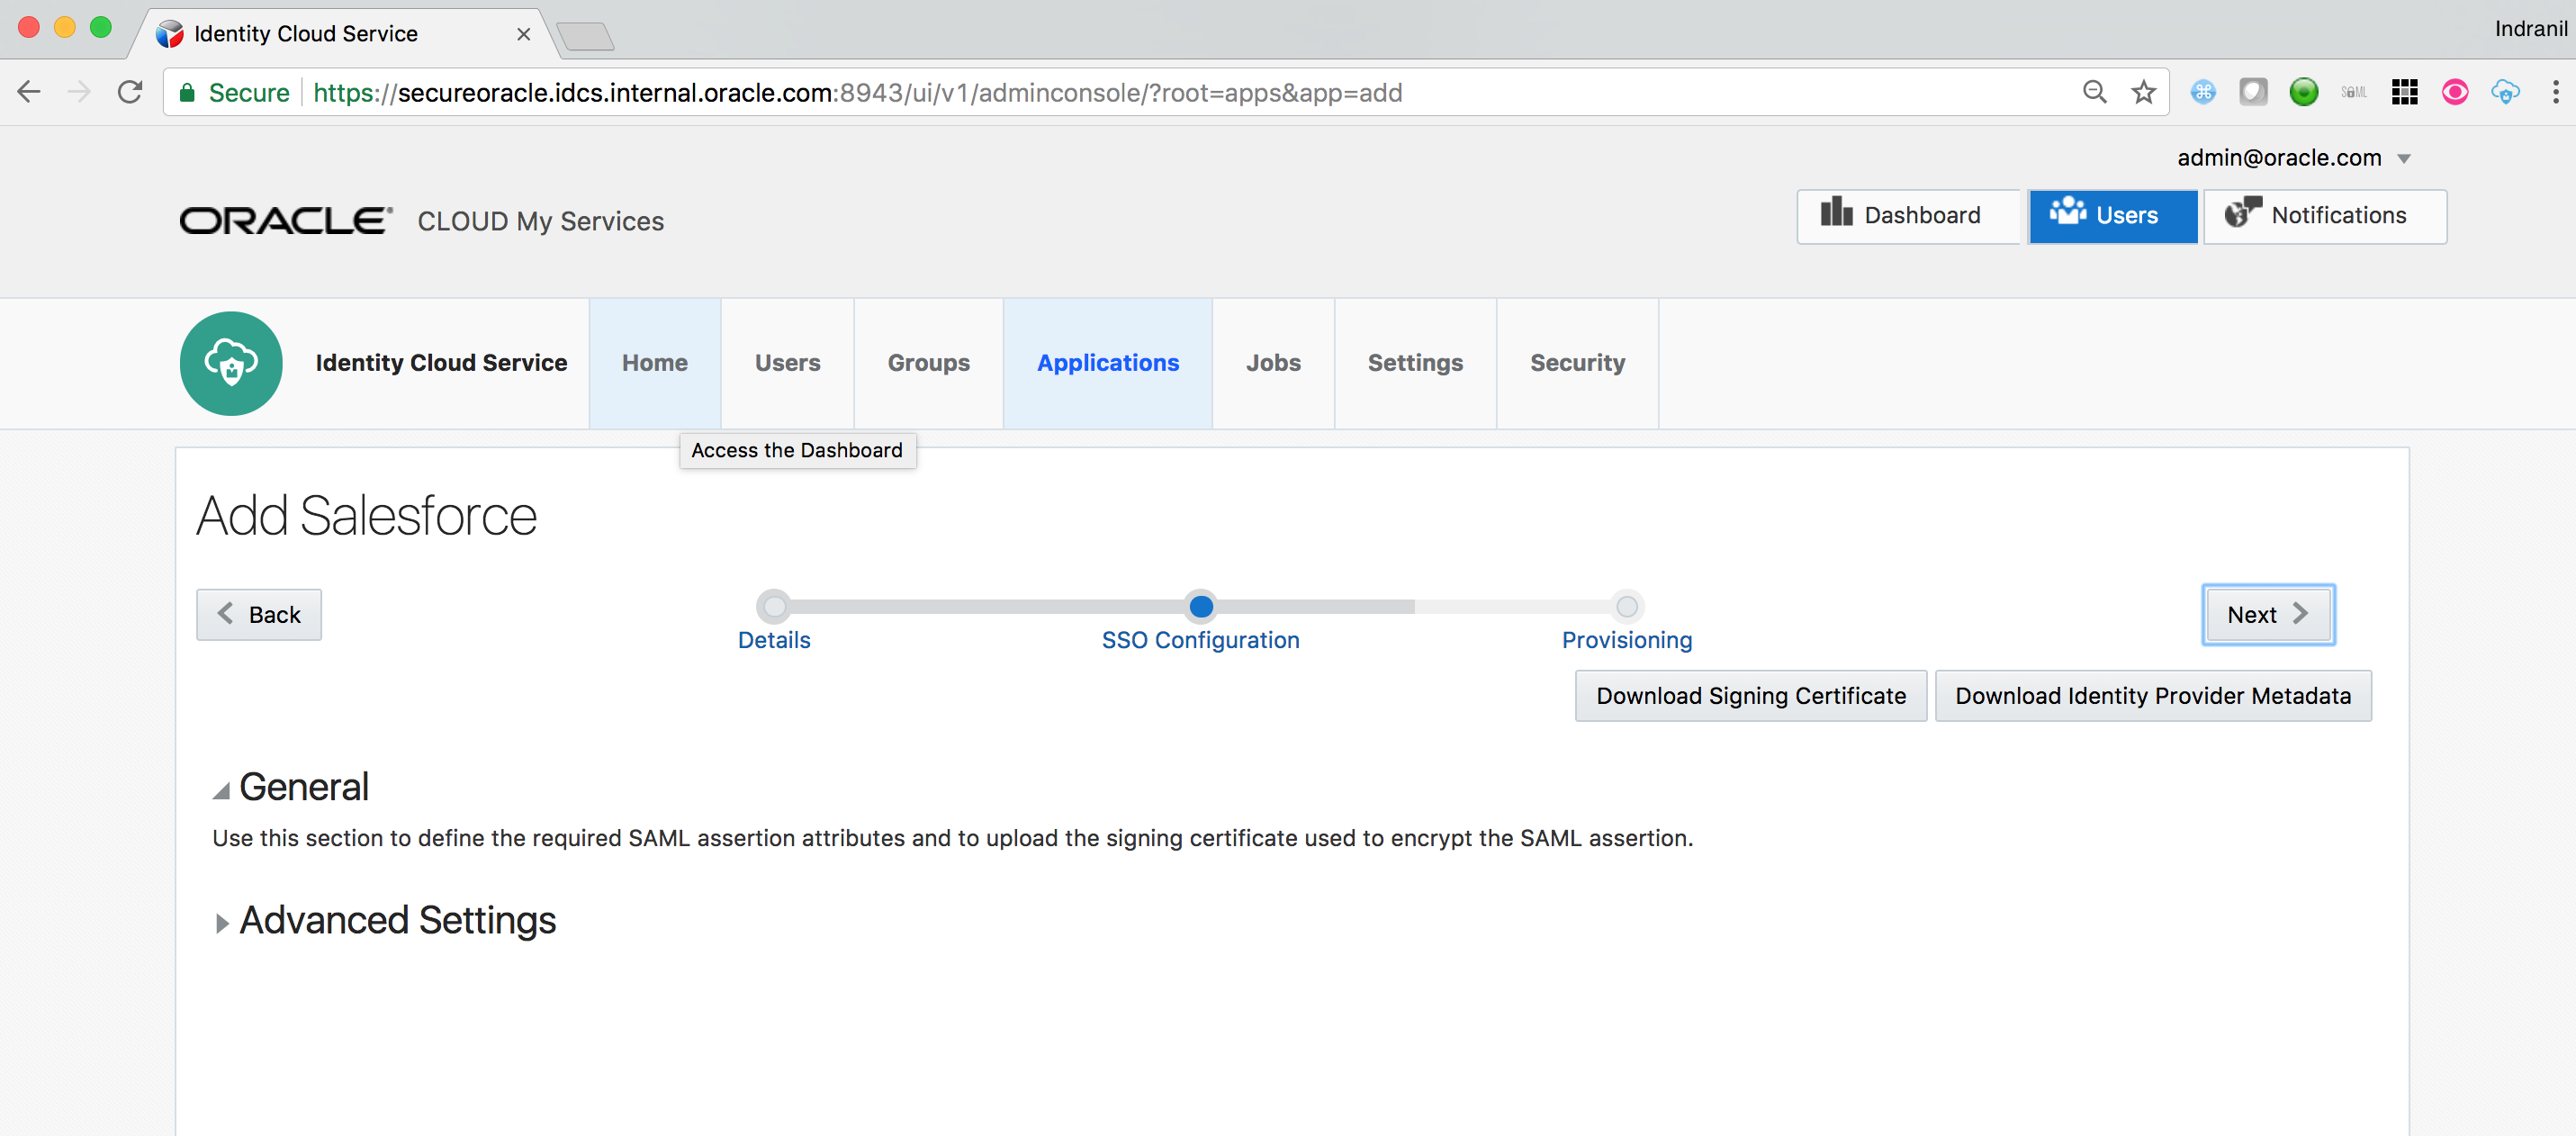 Identity Cloud Service
Indranil
Secure https://secureoracle.idcs.internal.oracle.com:8943/ui/v1/adminconsole/?root=apps&app=add
SAML
admin@oracle.com
ORACLE CLOUD My Services
Dashboard Users Notifications
Identity Cloud Service Home Users Groups Applications Jobs Settings Security
Access the Dashboard
Add Salesforce
Back Next
Details SSO Configuration Provisioning
Download Signing Certificate Download Identity Provider Metadata
General
Use this section to define the required SAML assertion attributes and to upload the signing certificate used to encrypt the SAML assertion.
Advanced Settings